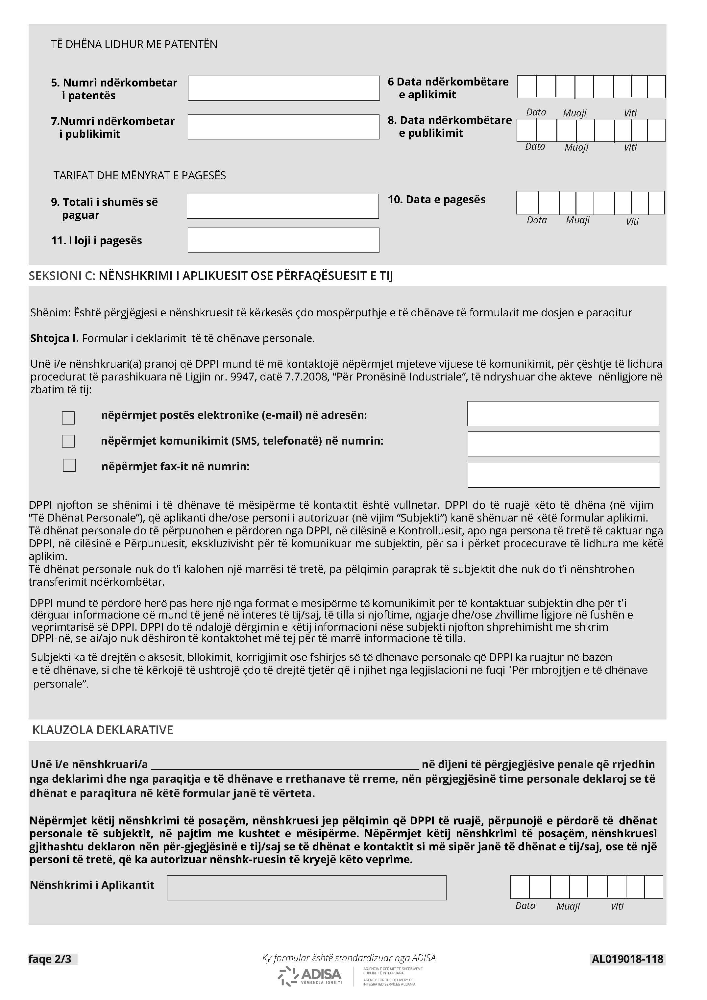 TË DHËNA LIDHUR ME PATENTËN
5. Numri ndërkombetar
i patentës
6 Data ndërkombëtare
e aplikimit
Data Muaji Viti
7.Numri ndërkombetar
i publikimit
8. Data ndërkombëtare
e publikimit
Data Muaji Viti
TARIFAT DHE MËNYRAT E PAGESËS
9. Totali i shumës së
paguar
10. Data e pagesës
Data Muaji Viti
11. Lloji i pagesës
SEKSIONI C: NËNSHKRIMI I APLIKUESIT OSE PËRFAQËSUESIT E TIJ
Shënim: Është përgjëgjesi e nënshkruesit të kërkesës çdo mospërputhje e të dhënave të formularit me dosjen e paraqitur
Shtojca I. Formular i deklarimit të të dhënave personale.
Unë i/e nënshkruari(a) pranoj që DPPI mund të më kontaktojë nëpërmjet mjeteve vijuese të komunikimit, për çështje të lidhura
procedurat të parashikuara në Ligjin nr. 9947, datë 7.7.2008, “Për Pronësinë Industriale”, të ndryshuar dhe akteve nënligjore në
zbatim të tij:
nëpërmjet postës elektronike (e-mail) në adresën:
nëpërmjet komunikimit (SMS, telefonatë) në numrin:
nëpërmjet fax-it në numrin:
DPPI njofton se shënimi i të dhënave të mësipërme të kontaktit është vullnetar. DPPI do të ruajë këto të dhëna (në vijim
“Të Dhënat Personale”), që aplikanti dhe/ose personi i autorizuar (në vijim “Subjekti”) kanë shënuar në këtë formular aplikimi.
Të dhënat personale do të përpunohen e përdoren nga DPPI, në cilësinë e Kontrolluesit, apo nga persona të tretë të caktuar nga
DPPI, në cilësinë e Përpunuesit, ekskluzivisht për të komunikuar me subjektin, për sa i përket procedurave të lidhura me këtë
aplikim.
Të dhënat personale nuk do t’i kalohen një marrësi të tretë, pa pëlqimin paraprak të subjektit dhe nuk do t’i nënshtrohen
transferimit ndërkombëtar.
DPPI mund të përdorë herë pas here një nga format e mësipërme të komunikimit për të kontaktuar subjektin dhe për t'i
dërguar informacione që mund të jenë në interes të tij/saj, të tilla si njoftime, ngjarje dhe/ose zhvillime ligjore në fushën e
veprimtarisë së DPPI. DPPI do të ndalojë dërgimin e këtij informacioni nëse subjekti njofton shprehimisht me shkrim
DPPI-në, se ai/ajo nuk dëshiron të kontaktohet më tej për të marrë informacione të tilla.
Subjekti ka të drejtën e aksesit, bllokimit, korrigjimit ose fshirjes së të dhënave personale që DPPI ka ruajtur në bazën
e të dhënave, si dhe të kërkojë të ushtrojë çdo të drejtë tjetër që i njihet nga legjislacioni në fuqi "Për mbrojtjen e të dhënave
personale”.
KLAUZOLA DEKLARATIVE
Unë i/e nënshkruari/a ______________________ në dijeni të përgjegjësive penale që rrjedhin
nga deklarimi dhe nga paraqitja e të dhënave e rrethanave të rreme, nën përgjegjësinë time personale deklaroj se të
dhënat e paraqitura në këtë formular janë të vërteta.
Nëpërmjet këtij nënshkrimi të posaçëm, nënshkruesi jep pëlqimin që DPPI të ruajë, përpunojë e përdorë të dhënat
personale të subjektit, në pajtim me kushtet e mësipërme. Nëpërmjet këtij nënshkrimi të posaçëm, nënshkruesi
gjithashtu deklaron nën për-gjegjësinë e tij/saj se të dhënat e kontaktit si më sipër janë të dhënat e tij/saj, ose të një
personi të tretë, që ka autorizuar nënshk-ruesin të kryejë këto veprime.
Nënshkrimi i Aplikantit
Data Muaji Viti
faqe 2/3
Ky formular është standardizuar nga ADISA
AL019018-118
ADISA
VËMENDJA JONË,TI
AGJENCIA E OFRIMIT TË SHËRBIMEVE
PUBLIKE TË INTEGRUARA
AGENCY FOR THE DELIVERY OF
INTEGRATED SERVICES ALBANIA